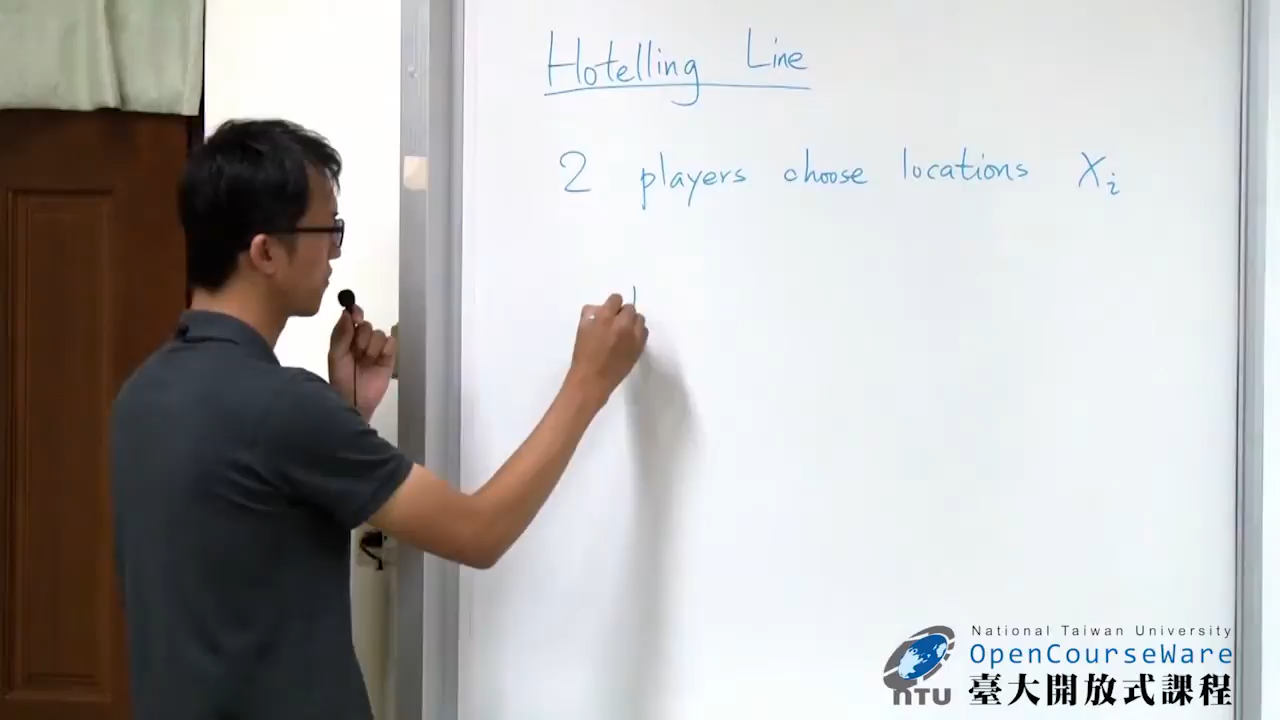 Hotelling Line
2 players choose locations Xi
National Taiwan University
OpenCourseWare
NTU
臺大開放式課程